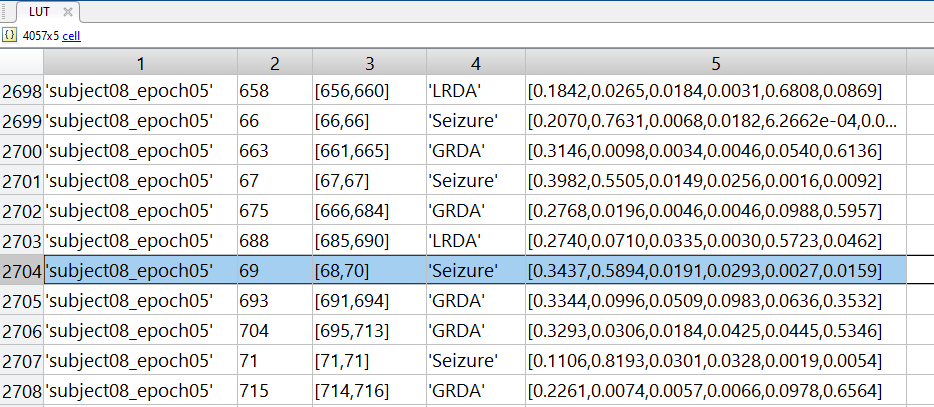 LUT
4057x5 cell
1 2 3 4 5
2698 'subject08_epoch05' 658 [656,660] 'LRDA' [0.1842,0.0265,0.0184,0.0031,0.6808,0.0869]
2699 'subject08_epoch05' 66 [66,66] 'Seizure' [0.2070,0.7631,0.0068,0.0182,6.2662e-04,0.0...
2700 'subject08_epoch05' 663 [661,665] 'GRDA' [0.3146,0.0098,0.0034,0.0046,0.0540,0.6136]
2701 'subject08_epoch05' 67 [67,67] 'Seizure' [0.3982,0.5505,0.0149,0.0256,0.0016,0.0092]
2702 'subject08_epoch05' 675 [666,684] 'GRDA' [0.2768,0.0196,0.0046,0.0046,0.0988,0.5957]
2703 'subject08_epoch05' 688 [685,690] 'LRDA' [0.2740,0.0710,0.0335,0.0030,0.5723,0.0462]
2704 'subject08_epoch05' 69 [68,70] 'Seizure' [0.3437,0.5894,0.0191,0.0293,0.0027,0.0159]
2705 'subject08_epoch05' 693 [691,694] 'GRDA' [0.3344,0.0996,0.0509,0.0983,0.0636,0.3532]
2706 'subject08_epoch05' 704 [695,713] 'GRDA' [0.3293,0.0306,0.0184,0.0425,0.0445,0.5346]
2707 'subject08_epoch05' 71 [71,71] 'Seizure' [0.1106,0.8193,0.0301,0.0328,0.0019,0.0054]
2708 'subject08_epoch05' 715 [714,716] 'GRDA' [0.2261,0.0074,0.0057,0.0066,0.0978,0.6564]